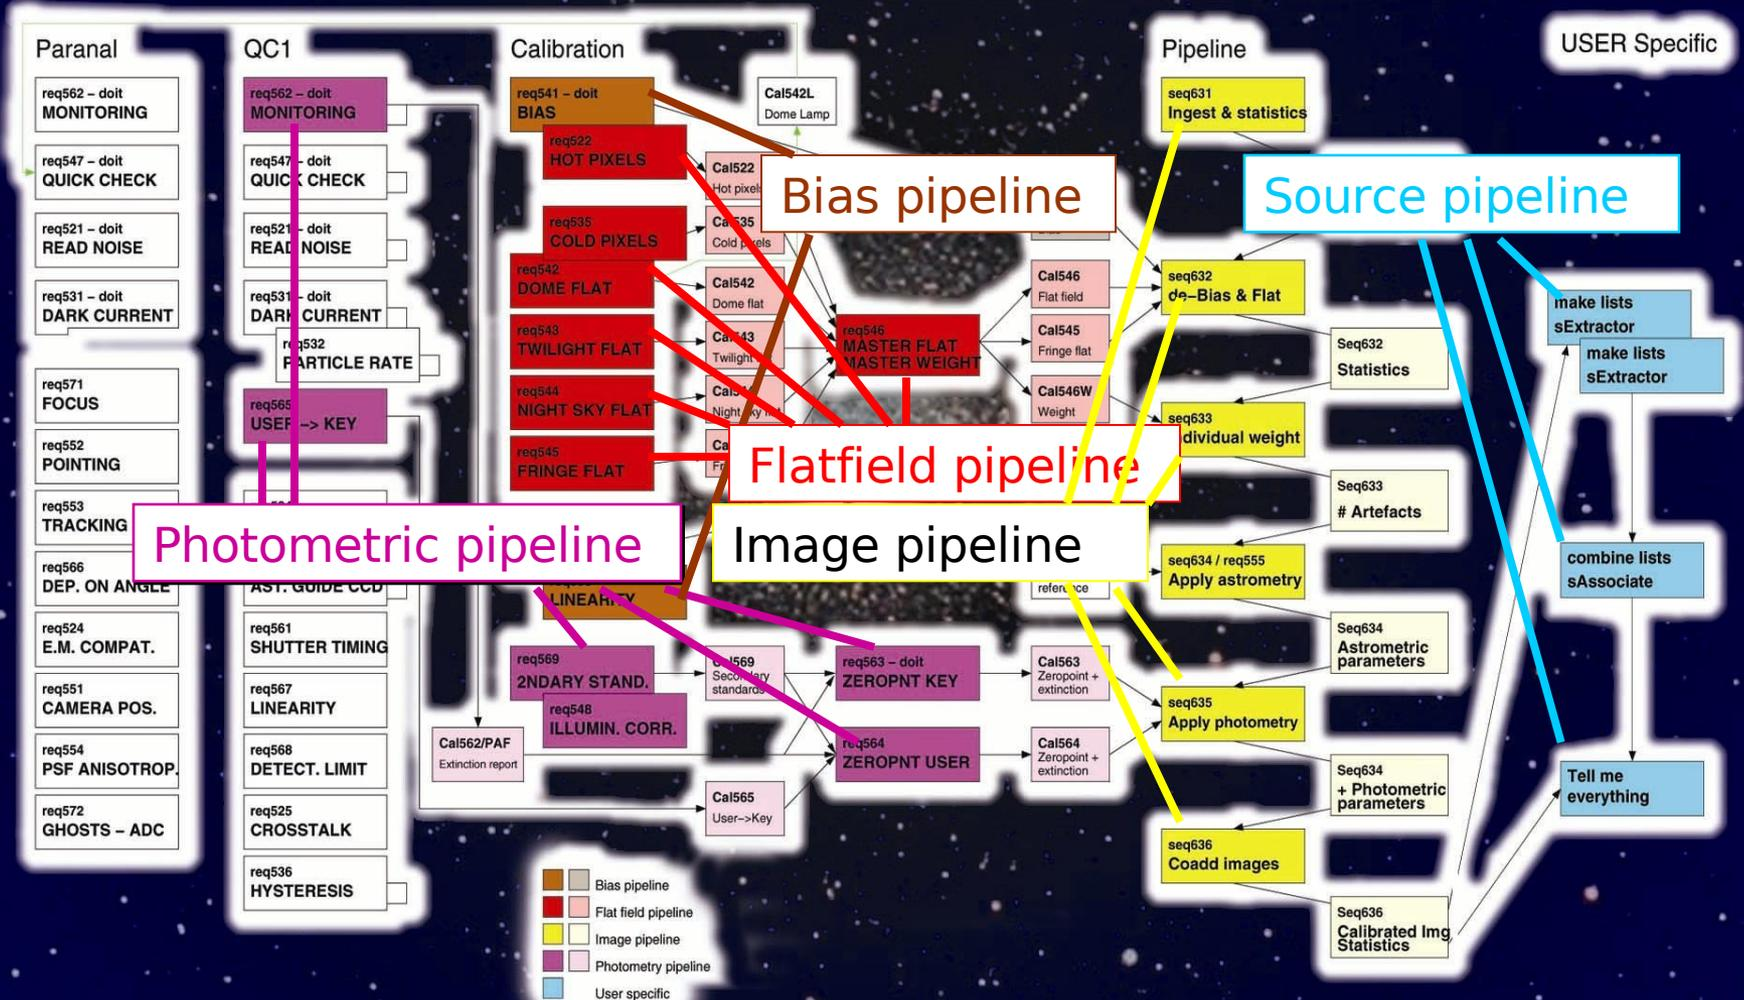 Paranal
req562 – doit
MONITORING
req547 – doit
QUICK CHECK
req521 – doit
READ NOISE
req531 – doit
DARK CURRENT
req571
FOCUS
req552
POINTING
req553
TRACKING
req566
DEP. ON ANGLE
req524
E.M. COMPAT.
req551
CAMERA POS.
req554
PSF ANISOTROP.
req572
GHOSTS – ADC
QC1
req562 – doit
MONITORING
req547 – doit
QUICK CHECK
req521 – doit
READ NOISE
req531 – doit
DARK CURRENT
req532
PARTICLE RATE
req565
USER –> KEY
AST. GUIDE CCD
req561
SHUTTER TIMING
req567
LINEARITY
req568
DETECT. LIMIT
req525
CROSSTALK
req536
HYSTERESIS
Calibration
req541 – doit
BIAS
req522
HOT PIXELS
req535
COLD PIXELS
req542
DOME FLAT
req543
TWILIGHT FLAT
req544
NIGHT SKY FLAT
req545
FRINGE FLAT
LINEARITY
req569
2NDARY STAND.
req548
ILLUMIN. CORR.
Cal562/PAF
Extinction report
Cal542L
Dome Lamp
Cal522
Hot pixels
Cal535
Cold pixels
Cal542
Dome flat
Cal543
Twilight
Night sky flat
Cal569
Secondary
standards
Cal565
User–>Key
req546
MASTER FLAT
MASTER WEIGHT
req563 – doit
ZEROPNT KEY
req564
ZEROPNT USER
Cal546
Flat field
Cal545
Fringe flat
Cal546W
Weight
reference
Cal563
Zeropoint +
extinction
Cal564
Zeropoint +
extinction
Pipeline
seq631
Ingest & statistics
seq632
de–Bias & Flat
Seq632
Statistics
seq633
individual weight
Seq633
# Artefacts
seq634 / req555
Apply astrometry
Seq634
Astrometric
parameters
seq635
Apply photometry
Seq634
+ Photometric
parameters
seq636
Coadd images
Seq636
Calibrated Img
Statistics
USER Specific
make lists
sExtractor
make lists
sExtractor
combine lists
sAssociate
Tell me
everything
Bias pipeline
Source pipeline
Flatfield pipeline
Photometric pipeline
Image pipeline
Bias pipeline
Flat field pipeline
Image pipeline
Photometry pipeline
User specific